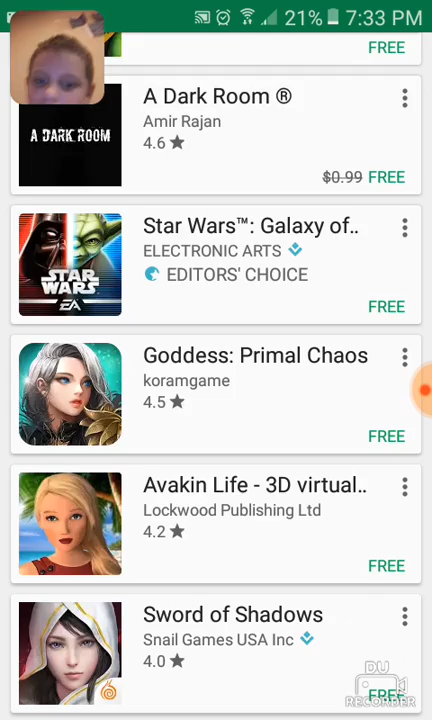 21% 7:33 PM
FREE
A DARK ROOM
A Dark Room ®
Amir Rajan
4.6 ★
$0.99 FREE
STAR WARS
EA
Star Wars™: Galaxy of..
ELECTRONIC ARTS
EDITORS' CHOICE
FREE
Goddess: Primal Chaos
koramgame
4.5 ★
FREE
Avakin Life - 3D virtual..
Lockwood Publishing Ltd
4.2 ★
FREE
Sword of Shadows
Snail Games USA Inc
4.0 ★
FREE
DU
RECORDER